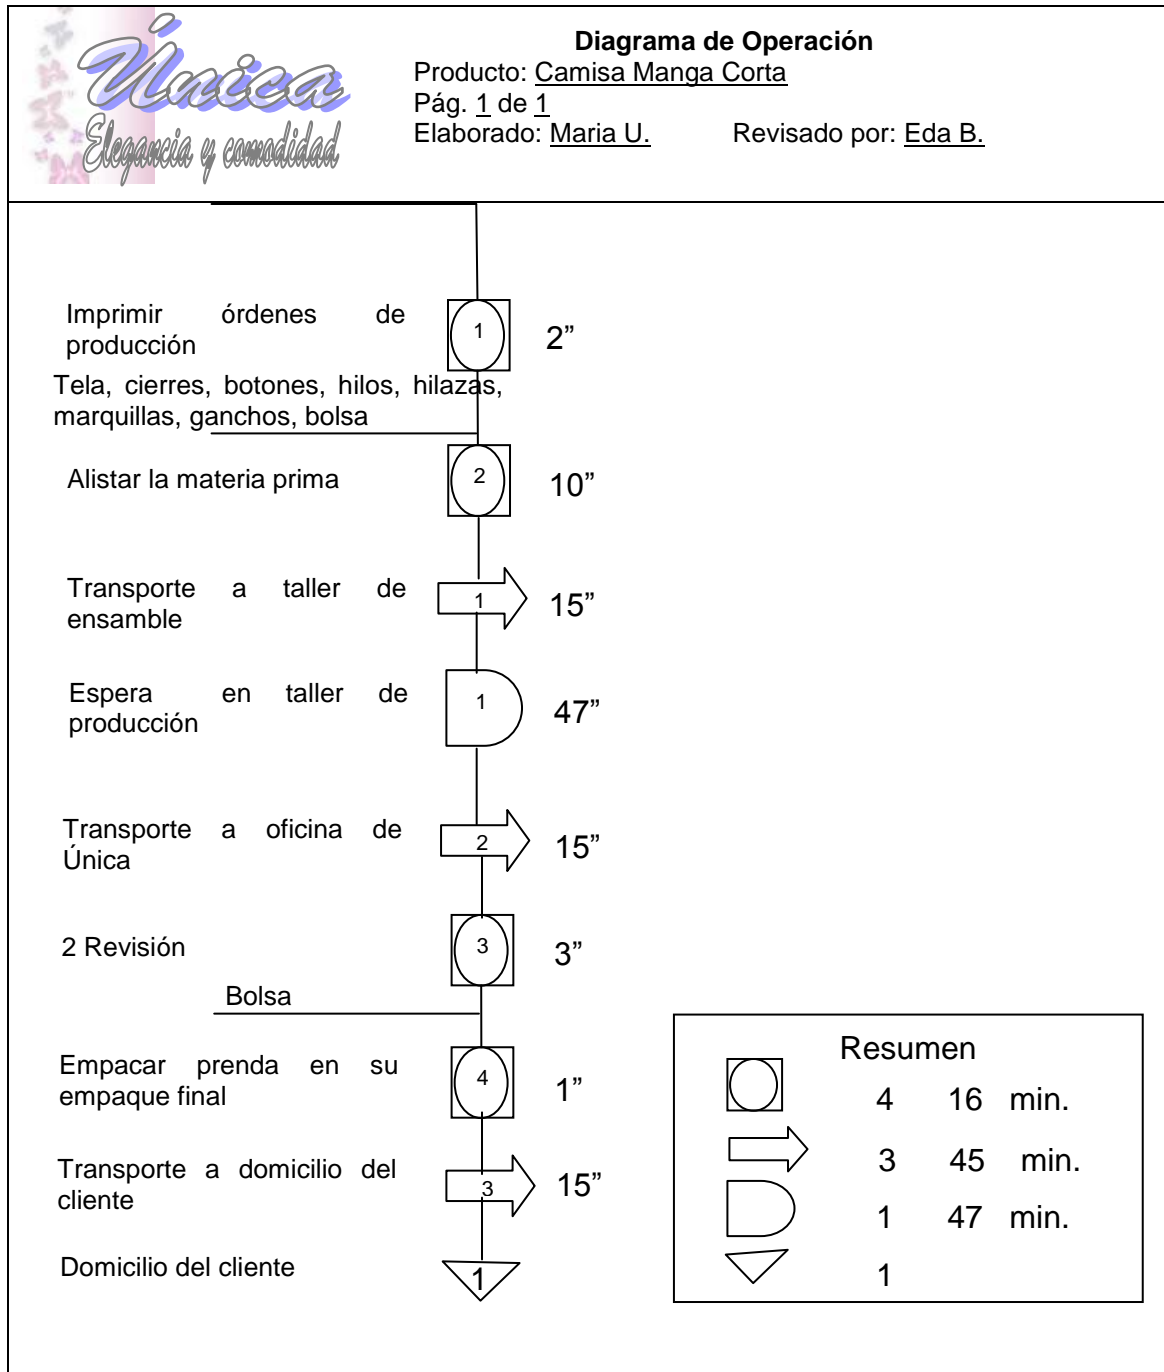 Única
Elegancia y comodidad
Diagrama de Operación
Producto: Camisa Manga Corta
Pág. 1 de 1
Elaborado: Maria U. Revisado por: Eda B.
Imprimir órdenes de
producción
1
2”
Tela, cierres, botones, hilos, hilazas,
marquillas, ganchos, bolsa
Alistar la materia prima
2
10”
Transporte a taller de
ensamble
1
15”
Espera en taller de
producción
1
47”
Transporte a oficina de
Única
2
15”
2 Revisión
3
3”
Bolsa
Empacar prenda en su
empaque final
4
1”
Transporte a domicilio del
cliente
3
15”
Domicilio del cliente
1
Resumen
4 16 min.
3 45 min.
1 47 min.
1